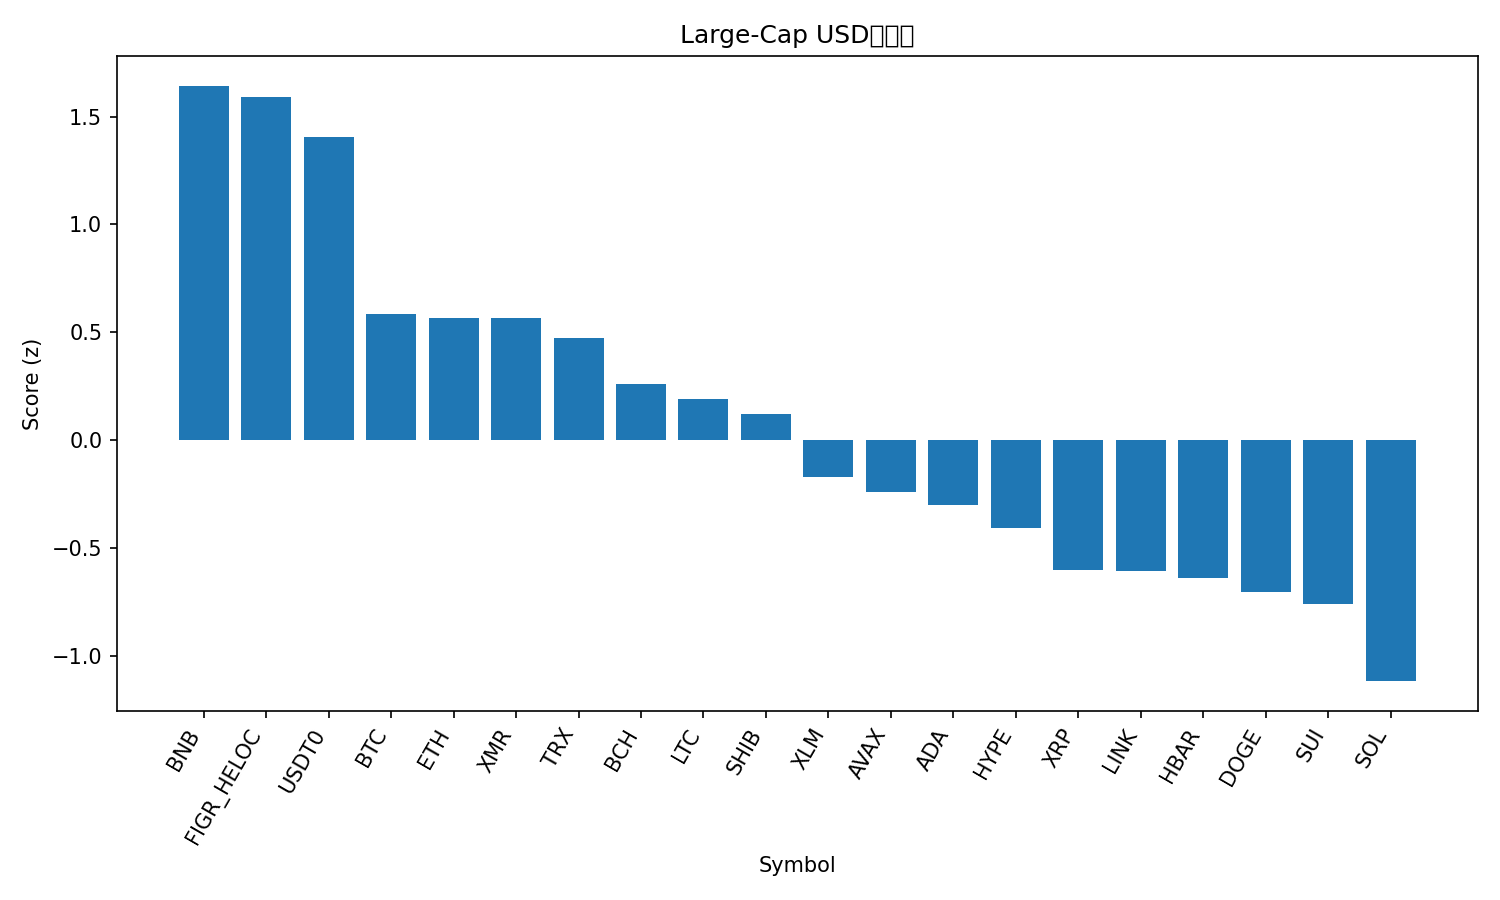 Large-Cap USD
Score (z)
1.5
1.0
0.5
0.0
−0.5
−1.0
BNB
FIGR_HELOC
USDT0
BTC
ETH
XMR
TRX
BCH
LTC
SHIB
XLM
AVAX
ADA
HYPE
XRP
LINK
HBAR
DOGE
SUI
SOL
Symbol